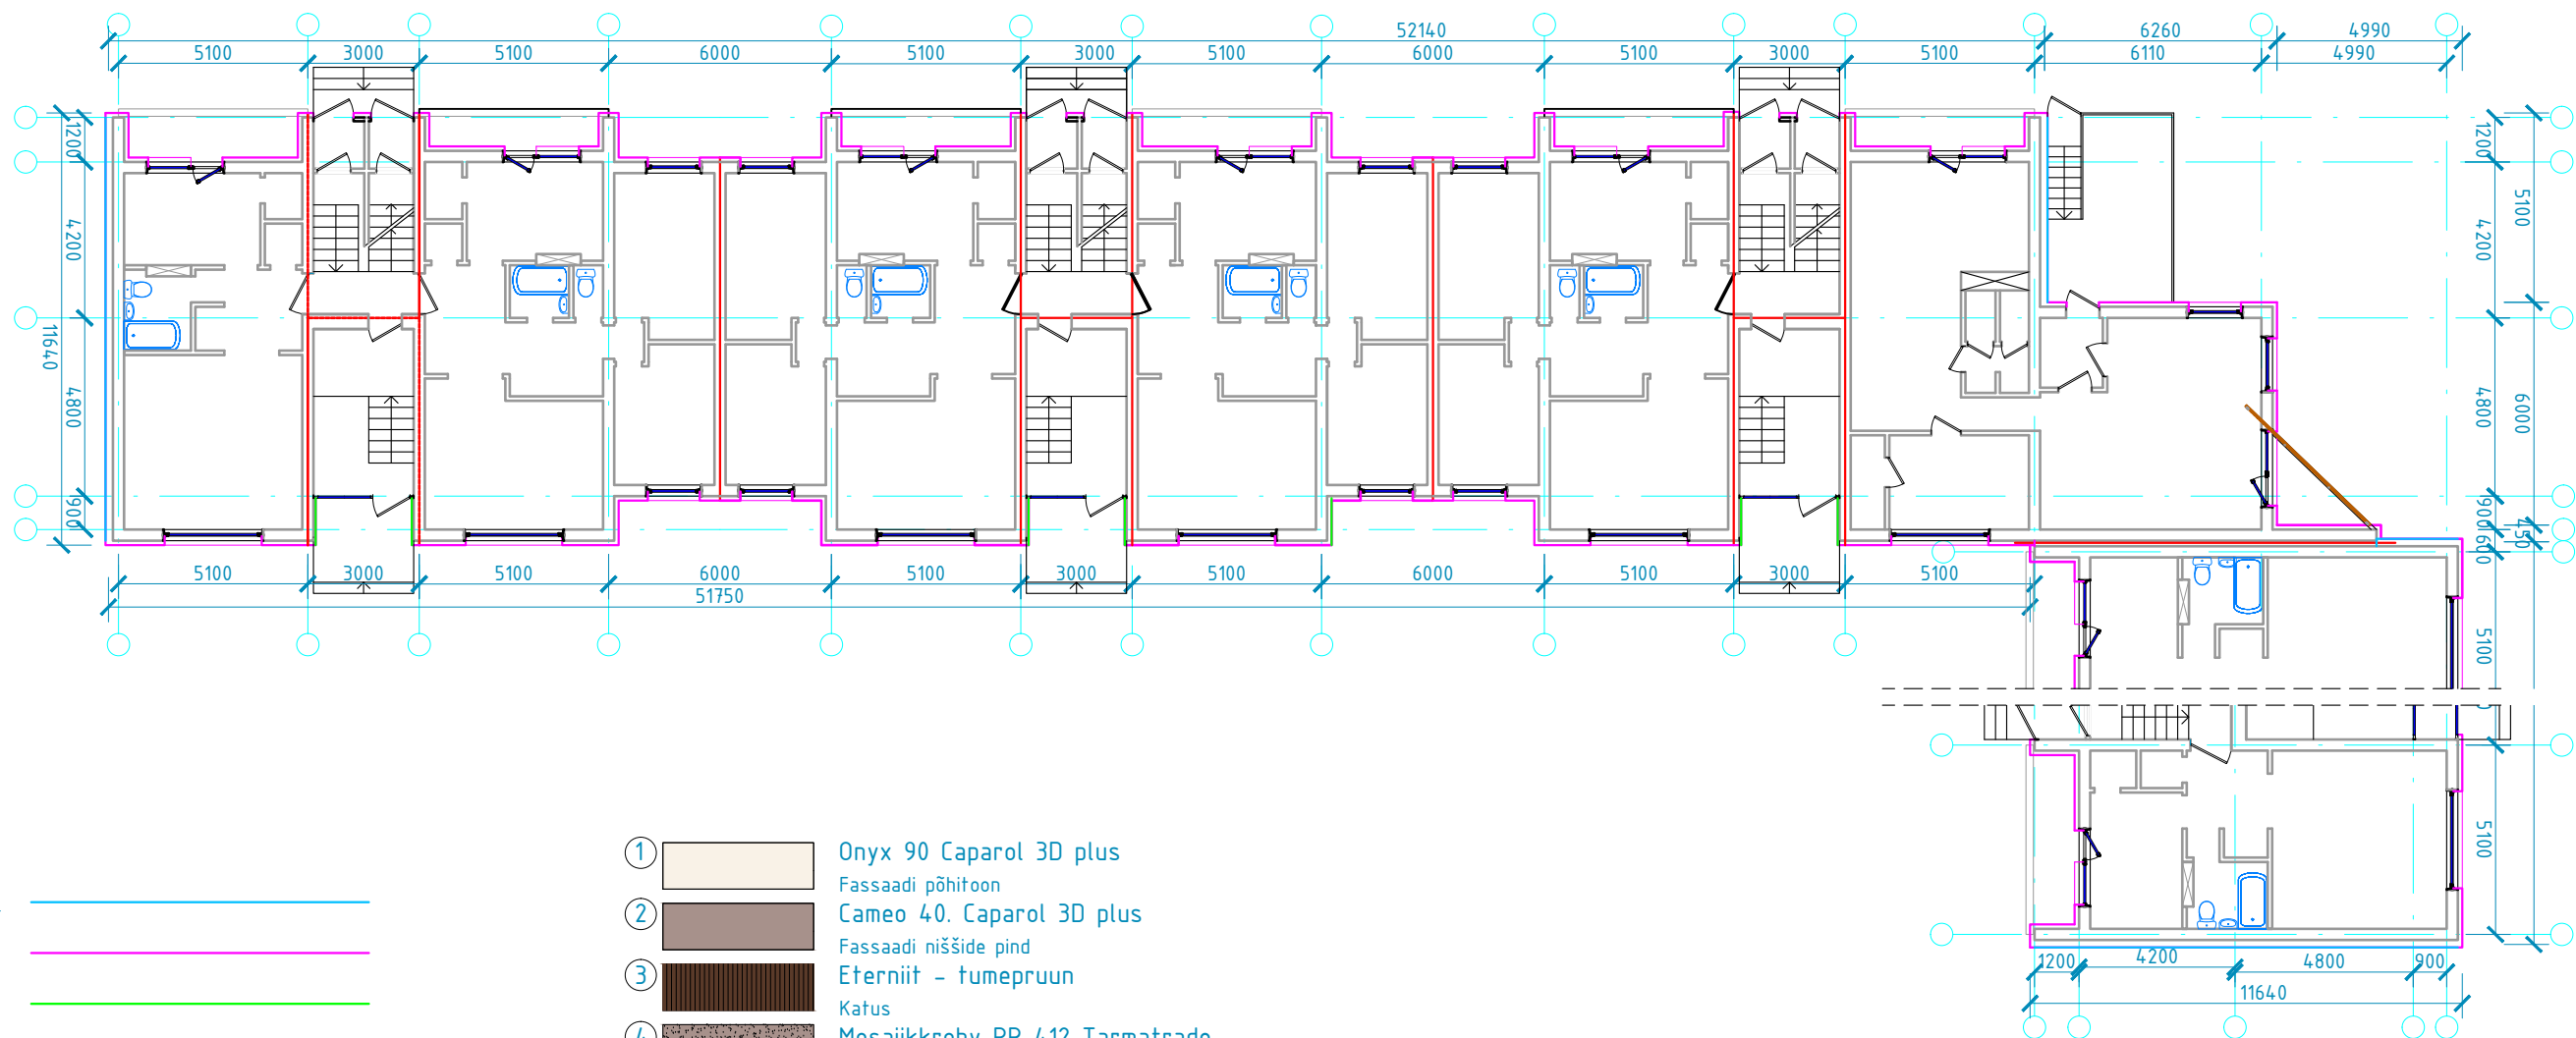 52140
6260 4990
5100 3000 5100 6000 5100 3000 5100 6000 5100 3000 5100 6110 4990
1200
4200
4800
900
11640
1200
5100
4200
4800
6000
900
450
600
5100
5100
5100 3000 5100 6000 5100 3000 5100 6000 5100 3000 5100
51750
1200 4200 4800 900
11640
1 Onyx 90 Caparol 3D plus
Fassaadi põhitoon
2 Cameo 40. Caparol 3D plus
Fassaadi niššide pind
3 Eterniit - tumepruun
Katus
4